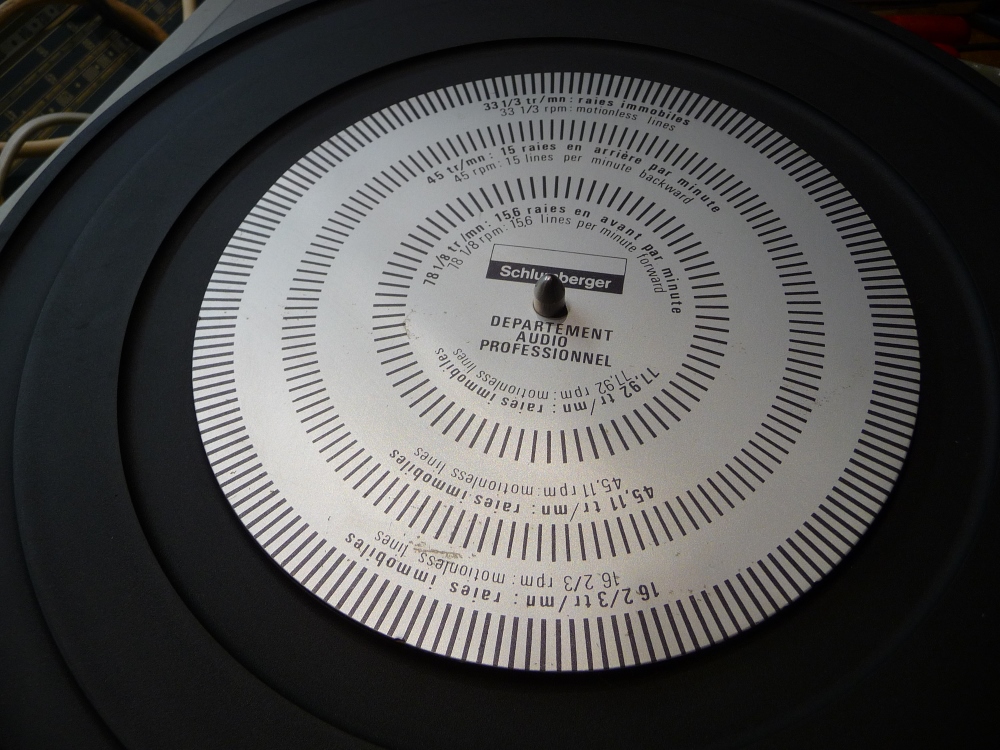 33 1/3 tr/mn : raies immobiles
33 1/3 rpm : motionless lines
45 tr/mn : 15 raies en arrière par minute
45 rpm : 15 lines per minute backward
78 1/8 tr/mn : 15,6 raies en avant par minute
78 1/8 rpm : 15,6 lines per minute forward
Schlumberger
DEPARTEMENT
AUDIO
PROFESSIONNEL
77,92 rpm : motionless lines
77,92 tr/mn : raies immobiles
45,11 rpm : motionless lines
45,11 tr/mn : raies immobiles
16 2/3 rpm : motionless lines
16 2/3 tr/mn : raies immobiles